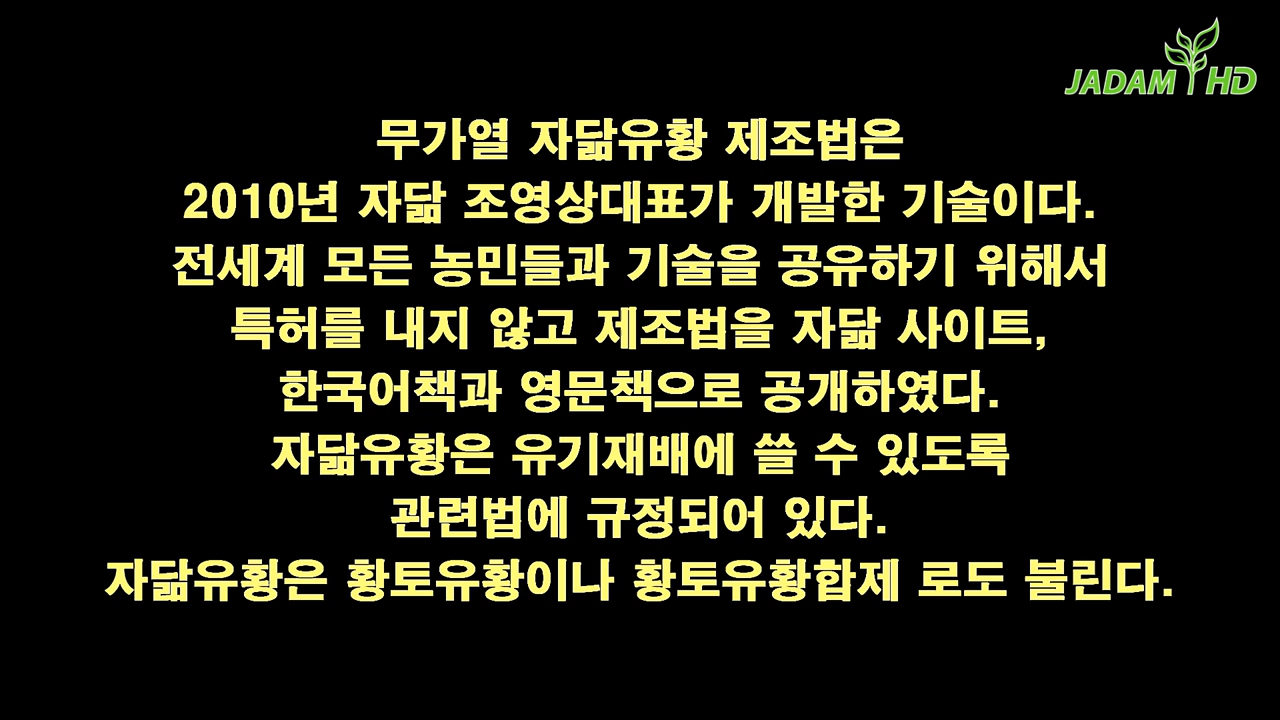 JADAM HD
무가열 자닮유황 제조법은
2010년 자닮 조영상대표가 개발한 기술이다.
전세계 모든 농민들과 기술을 공유하기 위해서
특허를 내지 않고 제조법을 자닮 사이트,
한국어책과 영문책으로 공개하였다.
자닮유황은 유기재배에 쓸 수 있도록
관련법에 규정되어 있다.
자닮유황은 황토유황이나 황토유황합제 로도 불린다.